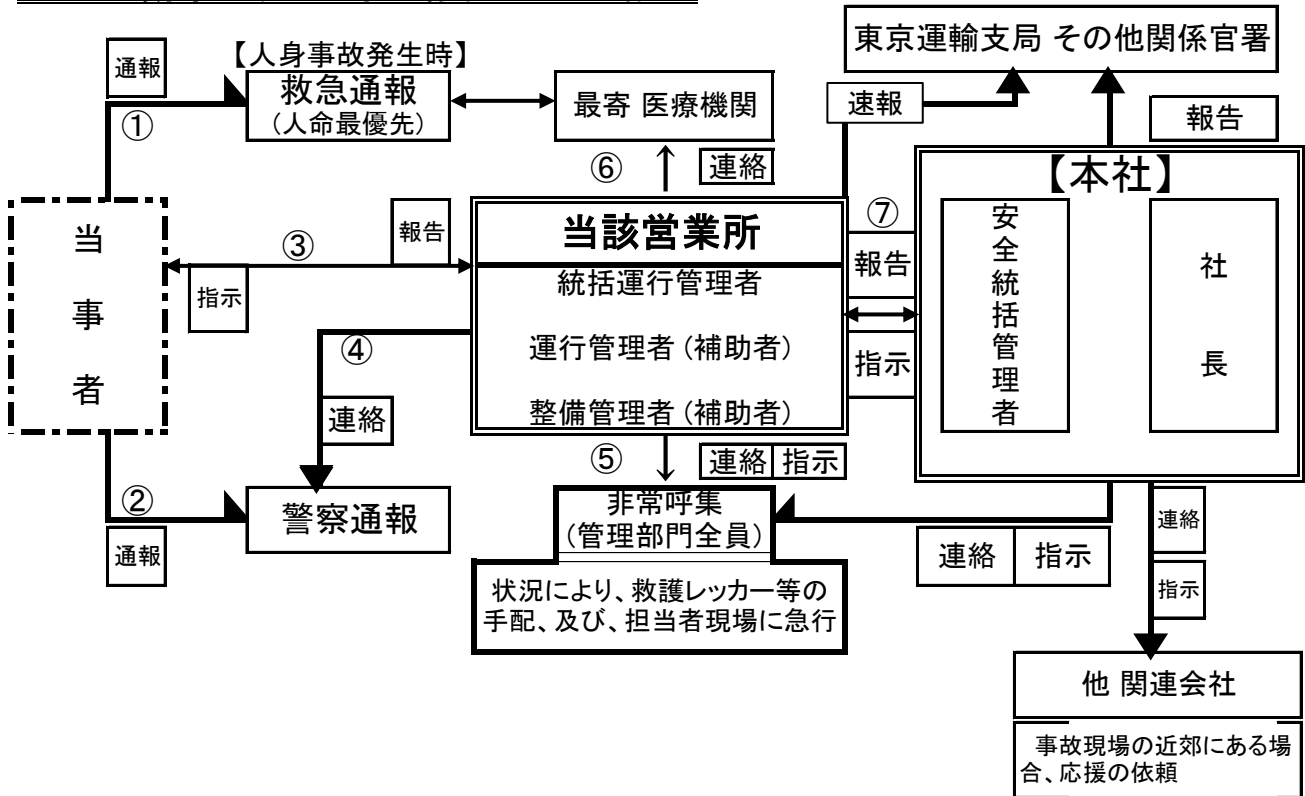 東京運輸支局 その他関係官署
通報
【人身事故発生時】
救急通報
(人命最優先)
①
最寄 医療機関
速報
報告
⑥
連絡
【本社】
安全統括管理者
社長
当事者
③
報告
指示
当該営業所
統括運行管理者
運行管理者 (補助者)
整備管理者 (補助者)
⑦
報告
指示
④
連絡
⑤
連絡
指示
②
通報
警察通報
非常呼集
(管理部門全員)
状況により、救護レッカー等の
手配、及び、担当者現場に急行
連絡
指示
連絡
指示
他 関連会社
事故現場の近郊にある場
合、応援の依頼